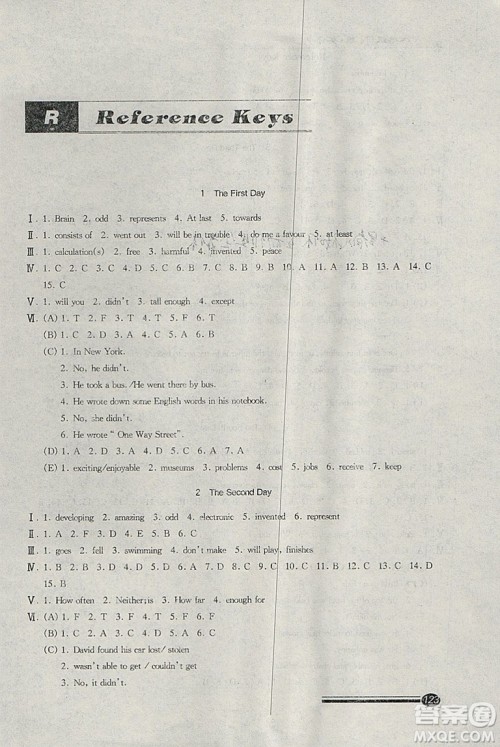 R Reference Keys
1 The First Day
Ⅰ. 1. Brain 2. odd 3. represents 4. At last 5. towards
Ⅱ. 1. consists of 2. went out 3. will be in trouble 4. do me a favour 5. at least
Ⅲ. 1. calculation(s) 2. freeing 3. harmful 4. invented 5. peace
Ⅳ. 1. C 2. C 3. D 4. C 5. B 6. C 7. B 8. C 9. D 10. C 11. B 12. A 13. A 14. C
15. C
Ⅴ. 1. will you 2. didn't 3. tall enough 4. except
Ⅵ. (A) 1. T 2. F 3. T 4. F 5. F 6. T
(B) 1. C 2. D 3. C 4. D 5. A
(C) 1. In New York.
2. No, he didn't.
3. He took a bus. /He went there by bus.
4. He wrote down some English words in his notebook.
5. No, she didn't.
6. He wrote " One Way Street".
(D) 1. C 2. A 3. A 4. D 5. C 6. A 7. A
(E) 1. exciting/enjoyable 2. museums 3. problems 4. cost 5. jobs 6. receive 7. keep
2 The Second Day
Ⅰ. 1. developing 2. amazing 3. odd 4. electronic 5. invented 6. represent
Ⅱ. 1. F 2. A 3. D 4. E 5. B 6. C
Ⅲ. 1. goes 2. fell 3. swimming 4. don't make 5. will play, finishes
Ⅳ. 1. B 2. B 3. D 4. D 5. B 6. D 7. C 8. D 9. C 10. B 11. B 12. C 13. C 14. D
15. B
Ⅴ. 1. How often 2. Neither; is 3. How far 4. enough for
Ⅵ. (A) 1. F 2. F 3. F 4. T 5. F 6. T
(B) 1. C 2. A 3. C 4. D 5. D
(C) 1. David found his car lost/ stolen.
2. wasn't able to get / couldn't get
3. No, it didn't.
123
答案圈
MXQE.COM